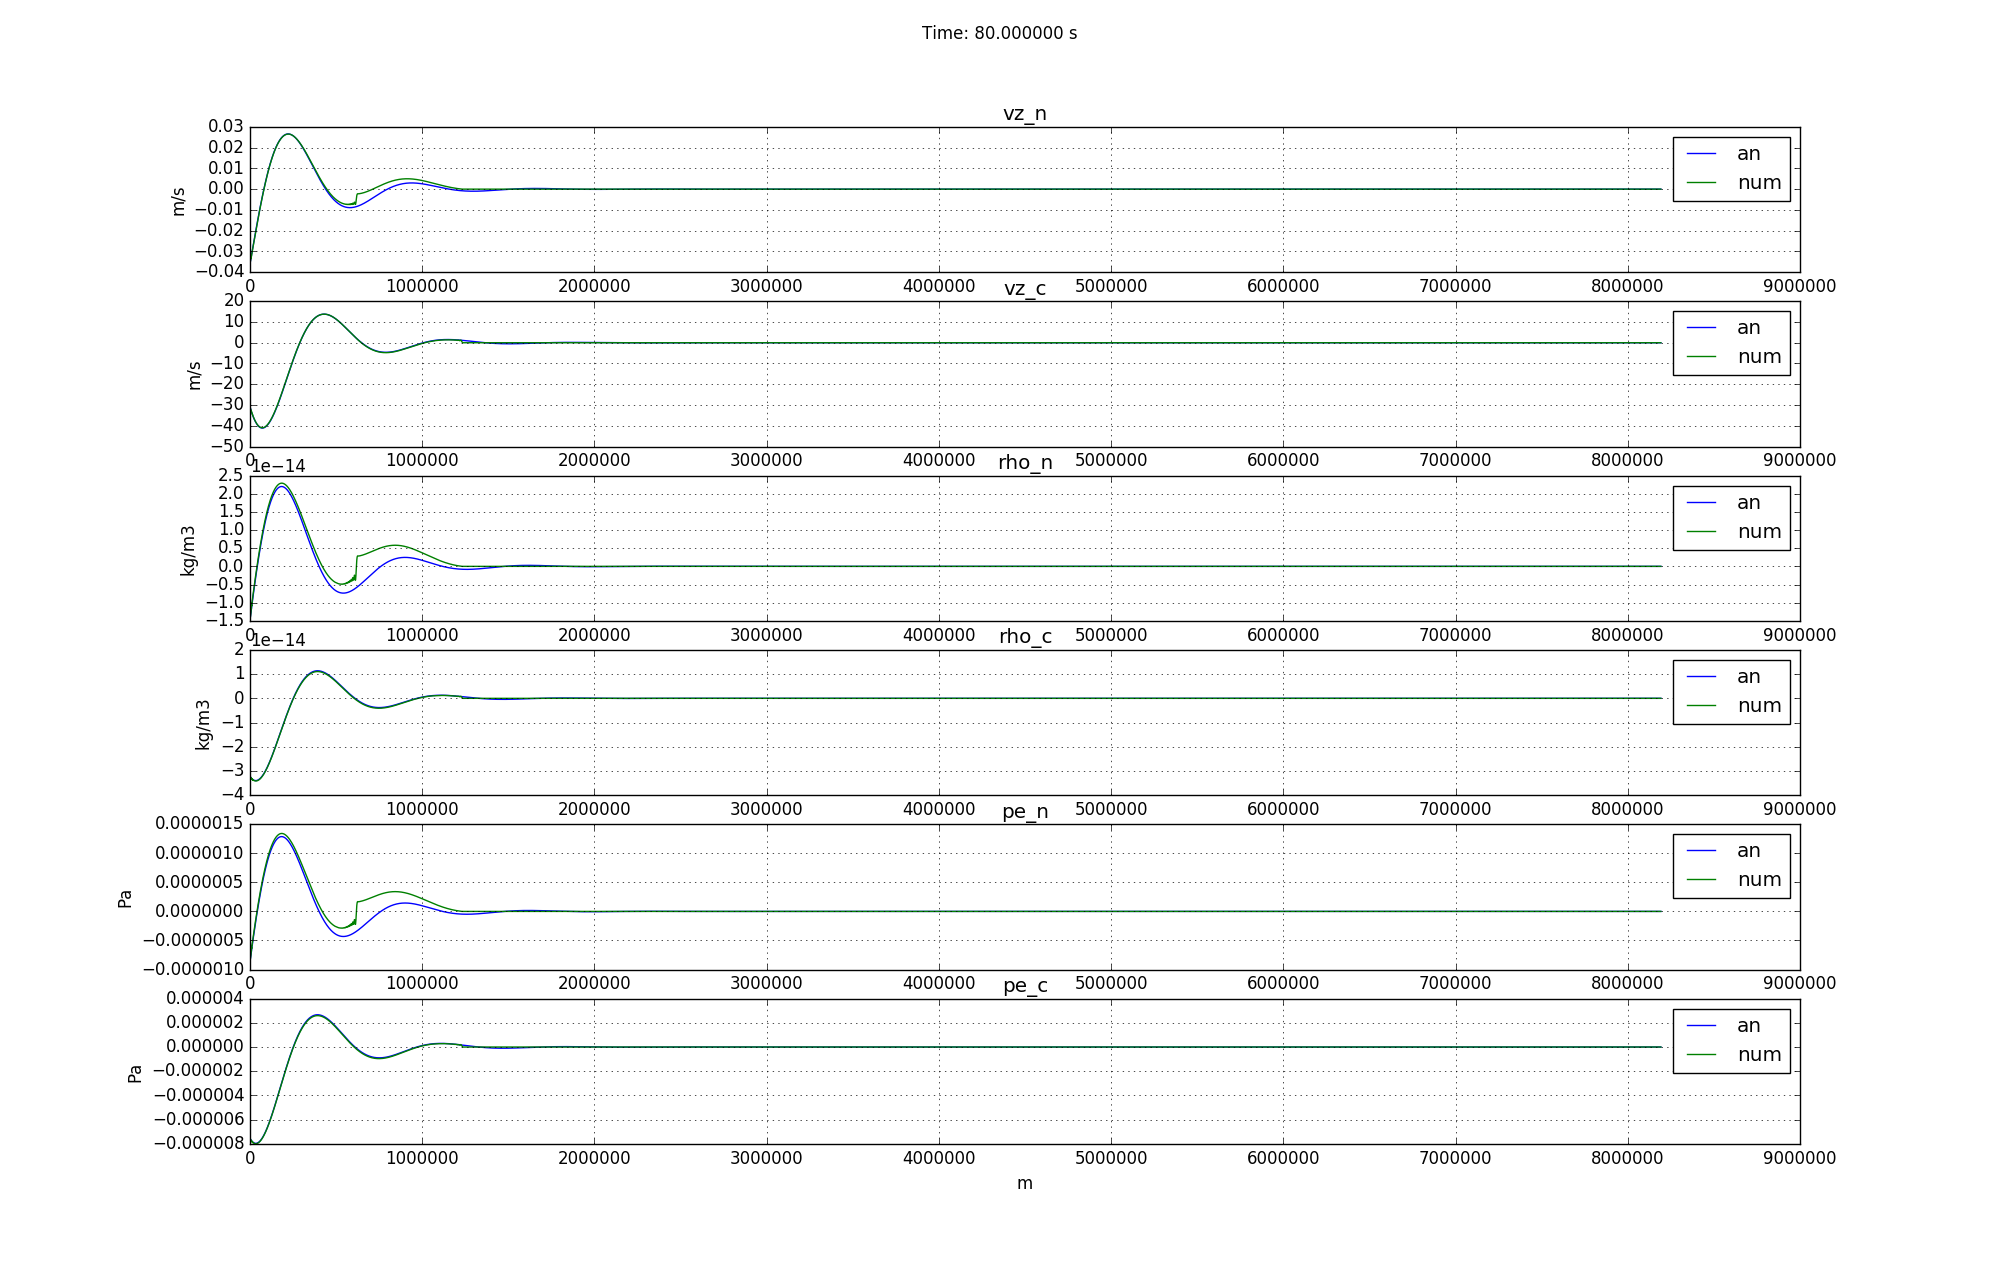 Time: 80.000000 s
vz_n
0.03
0.02
0.01
0.00
−0.01
−0.02
−0.03
−0.04
m/s
an
num
0 1000000 2000000 3000000 4000000 5000000 6000000 7000000 8000000 9000000
vz_c
20
10
0
−10
−20
−30
−40
−50
m/s
an
num
0 1000000 2000000 3000000 4000000 5000000 6000000 7000000 8000000 9000000
1e−14
rho_n
2.5
2.0
1.5
1.0
0.5
0.0
−0.5
−1.0
−1.5
kg/m3
an
num
0 1000000 2000000 3000000 4000000 5000000 6000000 7000000 8000000 9000000
1e−14
rho_c
2
1
0
−1
−2
−3
−4
kg/m3
an
num
0 1000000 2000000 3000000 4000000 5000000 6000000 7000000 8000000 9000000
pe_n
0.0000015
0.0000010
0.0000005
0.0000000
−0.0000005
−0.0000010
Pa
an
num
0 1000000 2000000 3000000 4000000 5000000 6000000 7000000 8000000 9000000
pe_c
0.000004
0.000002
0.000000
−0.000002
−0.000004
−0.000006
−0.000008
Pa
an
num
0 1000000 2000000 3000000 4000000 5000000 6000000 7000000 8000000 9000000
m